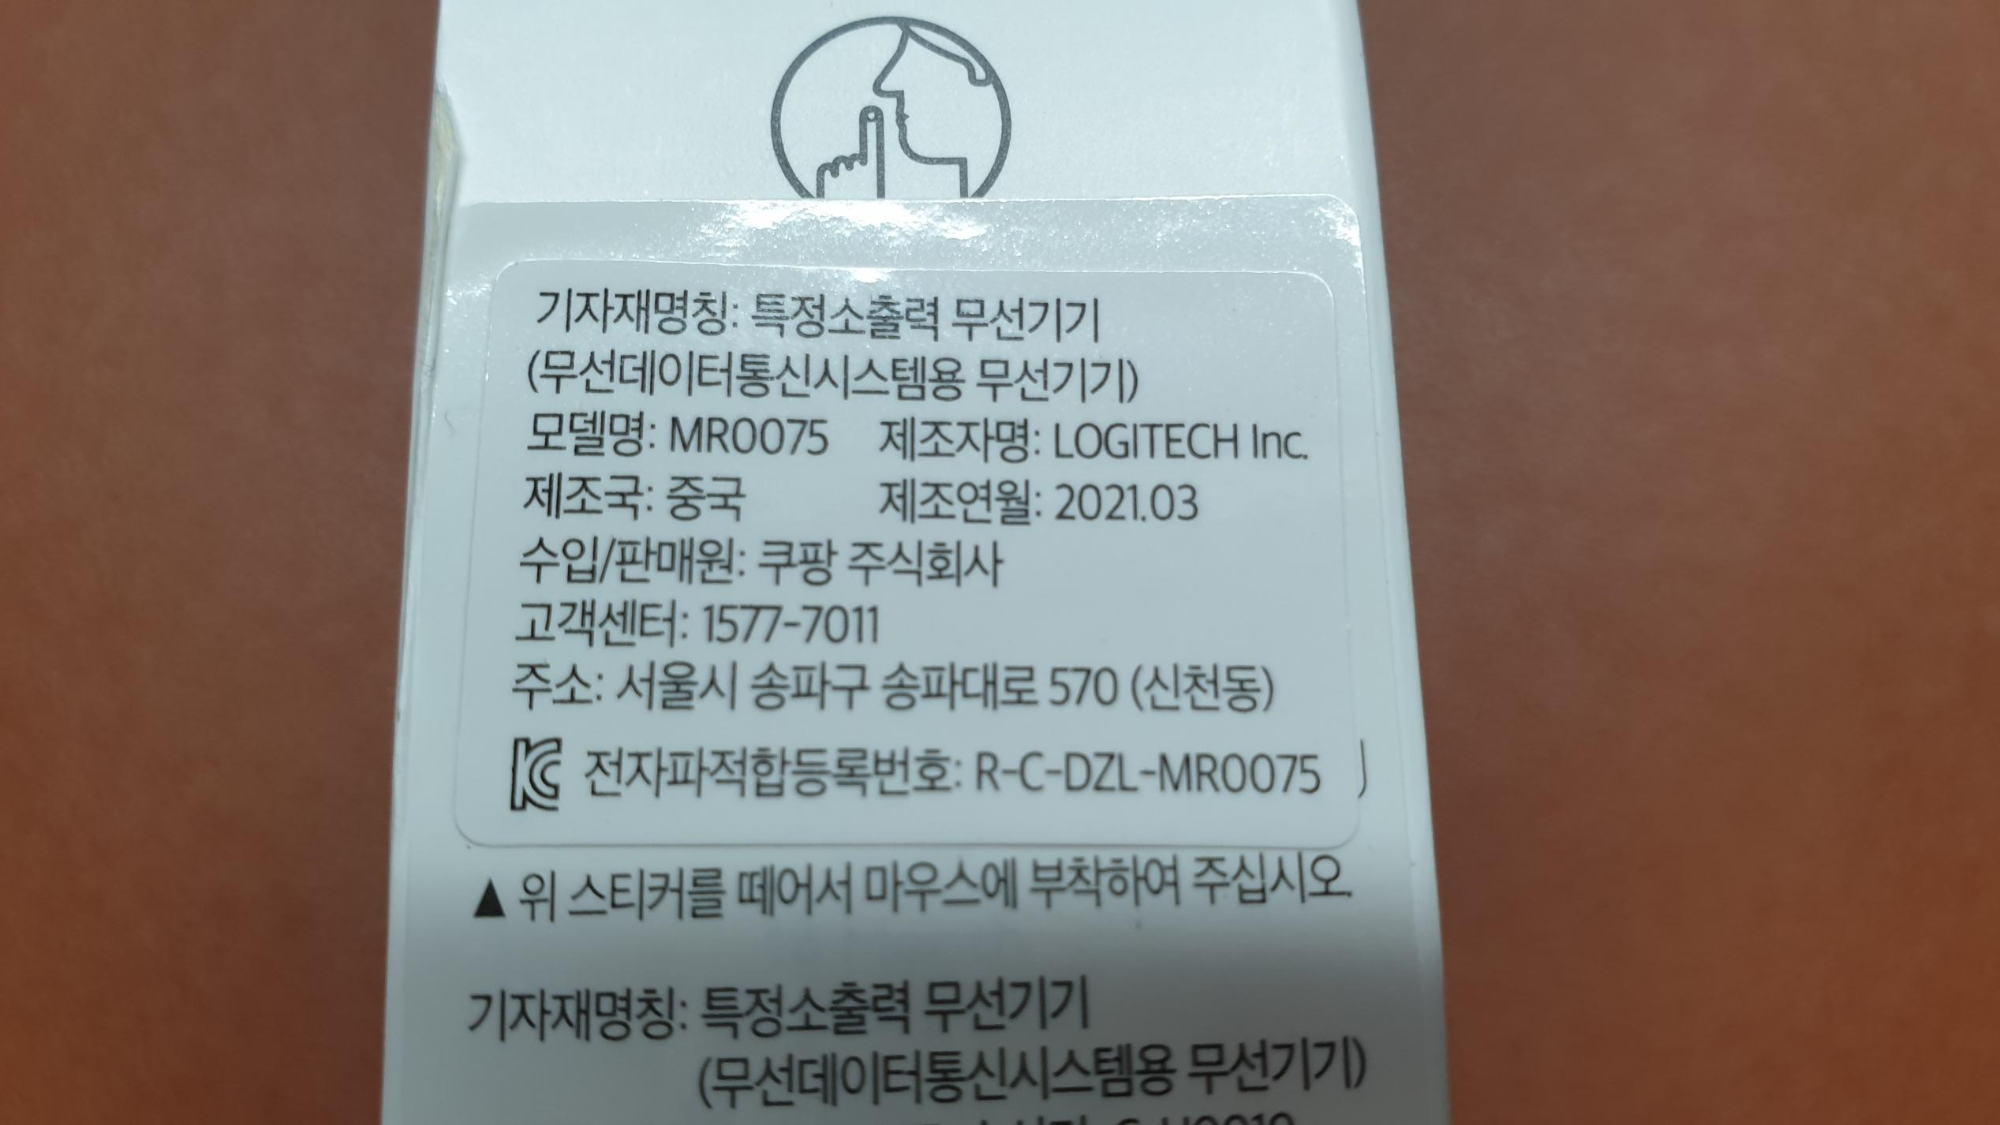 기자재명칭: 특정소출력 무선기기
(무선데이터통신시스템용 무선기기)
모델명: MR0075 제조자명: LOGITECH Inc.
제조국: 중국 제조연월: 2021.03
수입/판매원: 쿠팡 주식회사
고객센터: 1577-7011
주소: 서울시 송파구 송파대로 570 (신천동)
KC 전자파적합등록번호: R-C-DZL-MR0075
▲ 위 스티커를 떼어서 마우스에 부착하여 주십시오.
기자재명칭: 특정소출력 무선기기
(무선데이터통신시스템용 무선기기)